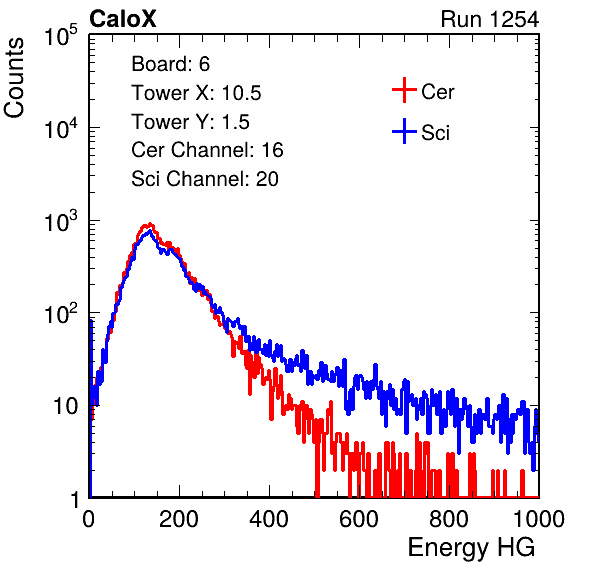 CaloX Run 1254
Counts
10^5
10^4
10^3
10^2
10
1
Board: 6
Tower X: 10.5
Tower Y: 1.5
Cer Channel: 16
Sci Channel: 20
Cer
Sci
0 200 400 600 800 1000
Energy HG